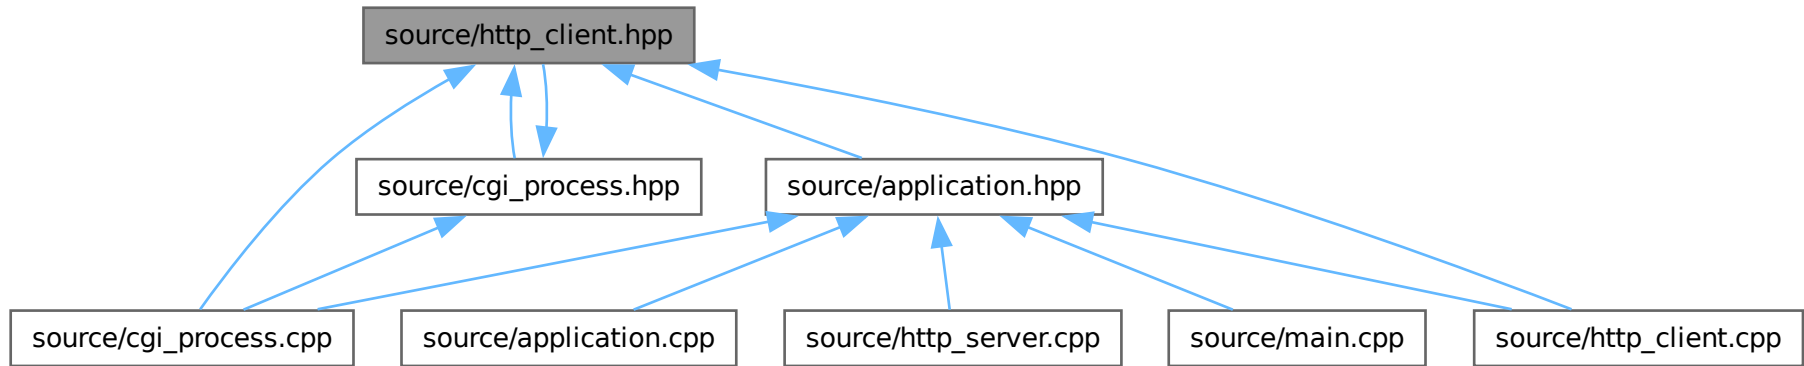 source/http_client.hpp
source/cgi_process.hpp
source/application.hpp
source/cgi_process.cpp
source/application.cpp
source/http_server.cpp
source/main.cpp
source/http_client.cpp